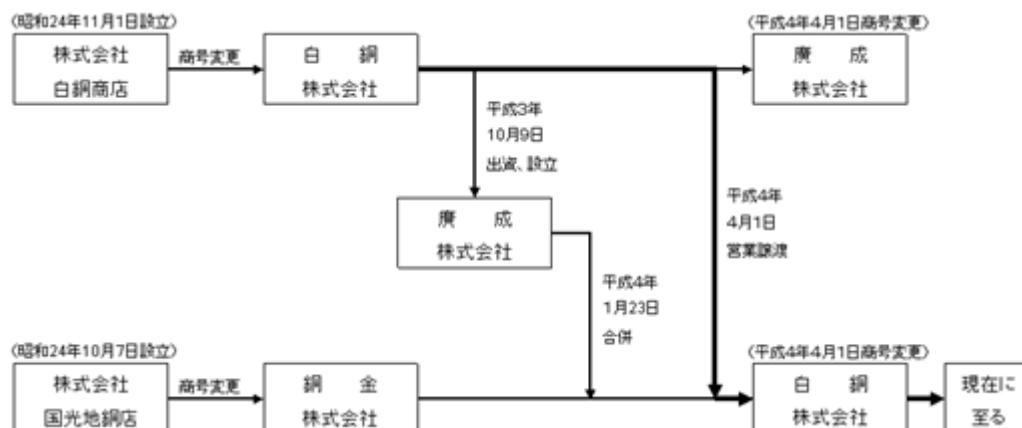 (昭和24年11月1日設立)
株式会社
白銅商店
商号変更
白　銅
株式会社
(平成4年4月1日商号変更)
廣　成
株式会社
平成3年
10月9日
出資、設立
廣　成
株式会社
平成4年
4月1日
営業譲渡
平成4年
1月23日
合併
(昭和24年10月7日設立)
株式会社
国光地銅店
商号変更
銅　金
株式会社
(平成4年4月1日商号変更)
白　銅
株式会社
現在に
至る